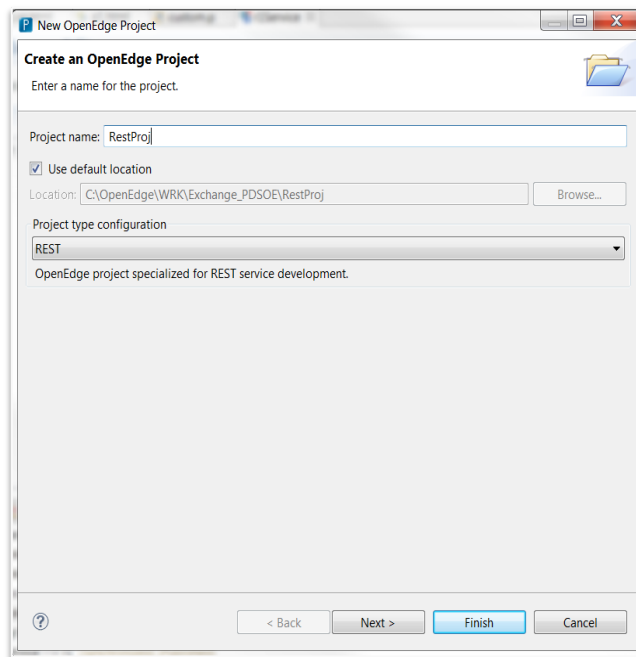 New OpenEdge Project
Create an OpenEdge Project
Enter a name for the project.
Project name: RestProj
Use default location
Location: C:\OpenEdge\WRK\Exchange_PDSOE\RestProj Browse...
Project type configuration
REST
OpenEdge project specialized for REST service development.
? < Back Next > Finish Cancel